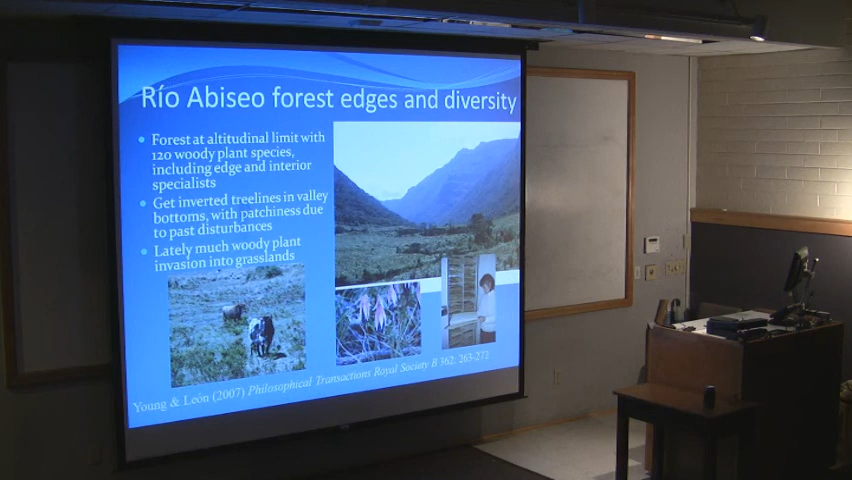 Río Abiseo forest edges and diversity
Forest at altitudinal limit with
120 woody plant species,
including edge and interior
specialists
Get inverted treelines in valley
bottoms, with patchiness due
to past disturbances
Lately much woody plant
invasion into grasslands
Young & León (2007) Philosophical Transactions Royal Society B 362: 263-272